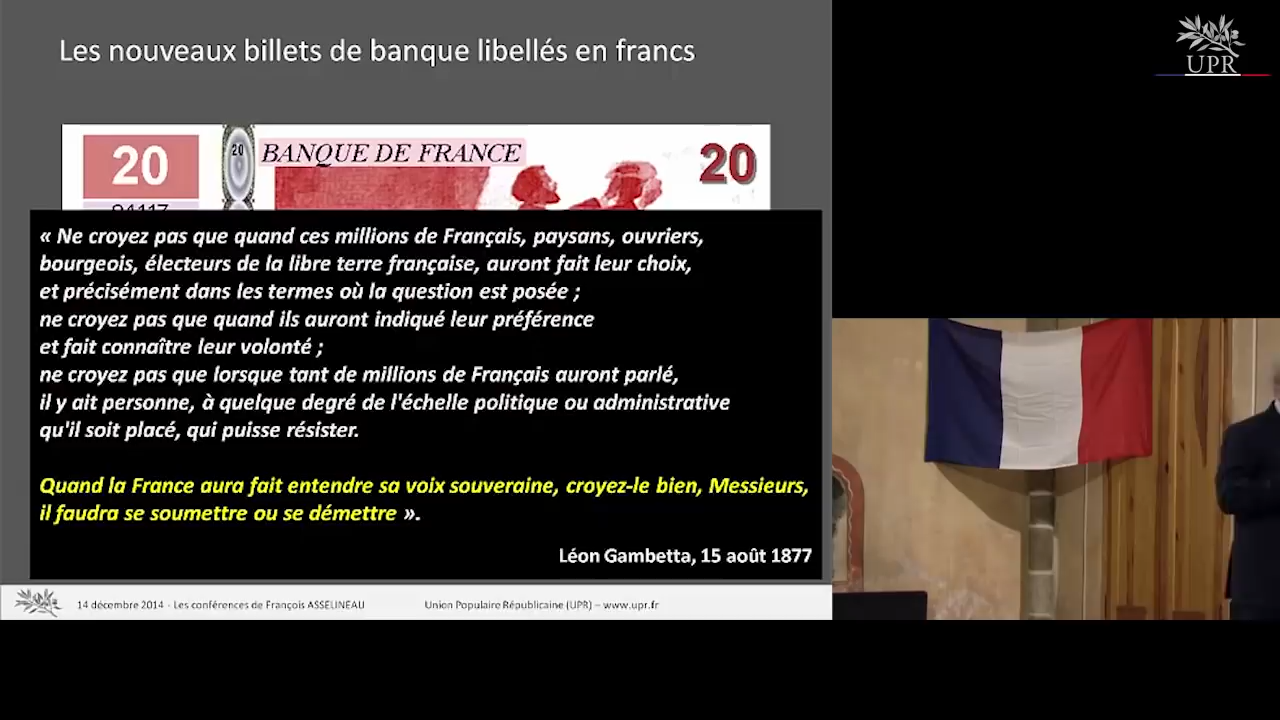 Les nouveaux billets de banque libellés en francs
UPR
20
20
BANQUE DE FRANCE
20
« Ne croyez pas que quand ces millions de Français, paysans, ouvriers,
bourgeois, électeurs de la libre terre française, auront fait leur choix,
et précisément dans les termes où la question est posée ;
ne croyez pas que quand ils auront indiqué leur préférence
et fait connaître leur volonté ;
ne croyez pas que lorsque tant de millions de Français auront parlé,
il y ait personne, à quelque degré de l'échelle politique ou administrative
qu'il soit placé, qui puisse résister.
Quand la France aura fait entendre sa voix souveraine, croyez-le bien, Messieurs,
il faudra se soumettre ou se démettre ».
Léon Gambetta, 15 août 1877
14 décembre 2014 - Les conférences de François ASSELINEAU
Union Populaire Républicaine (UPR) – www.upr.fr